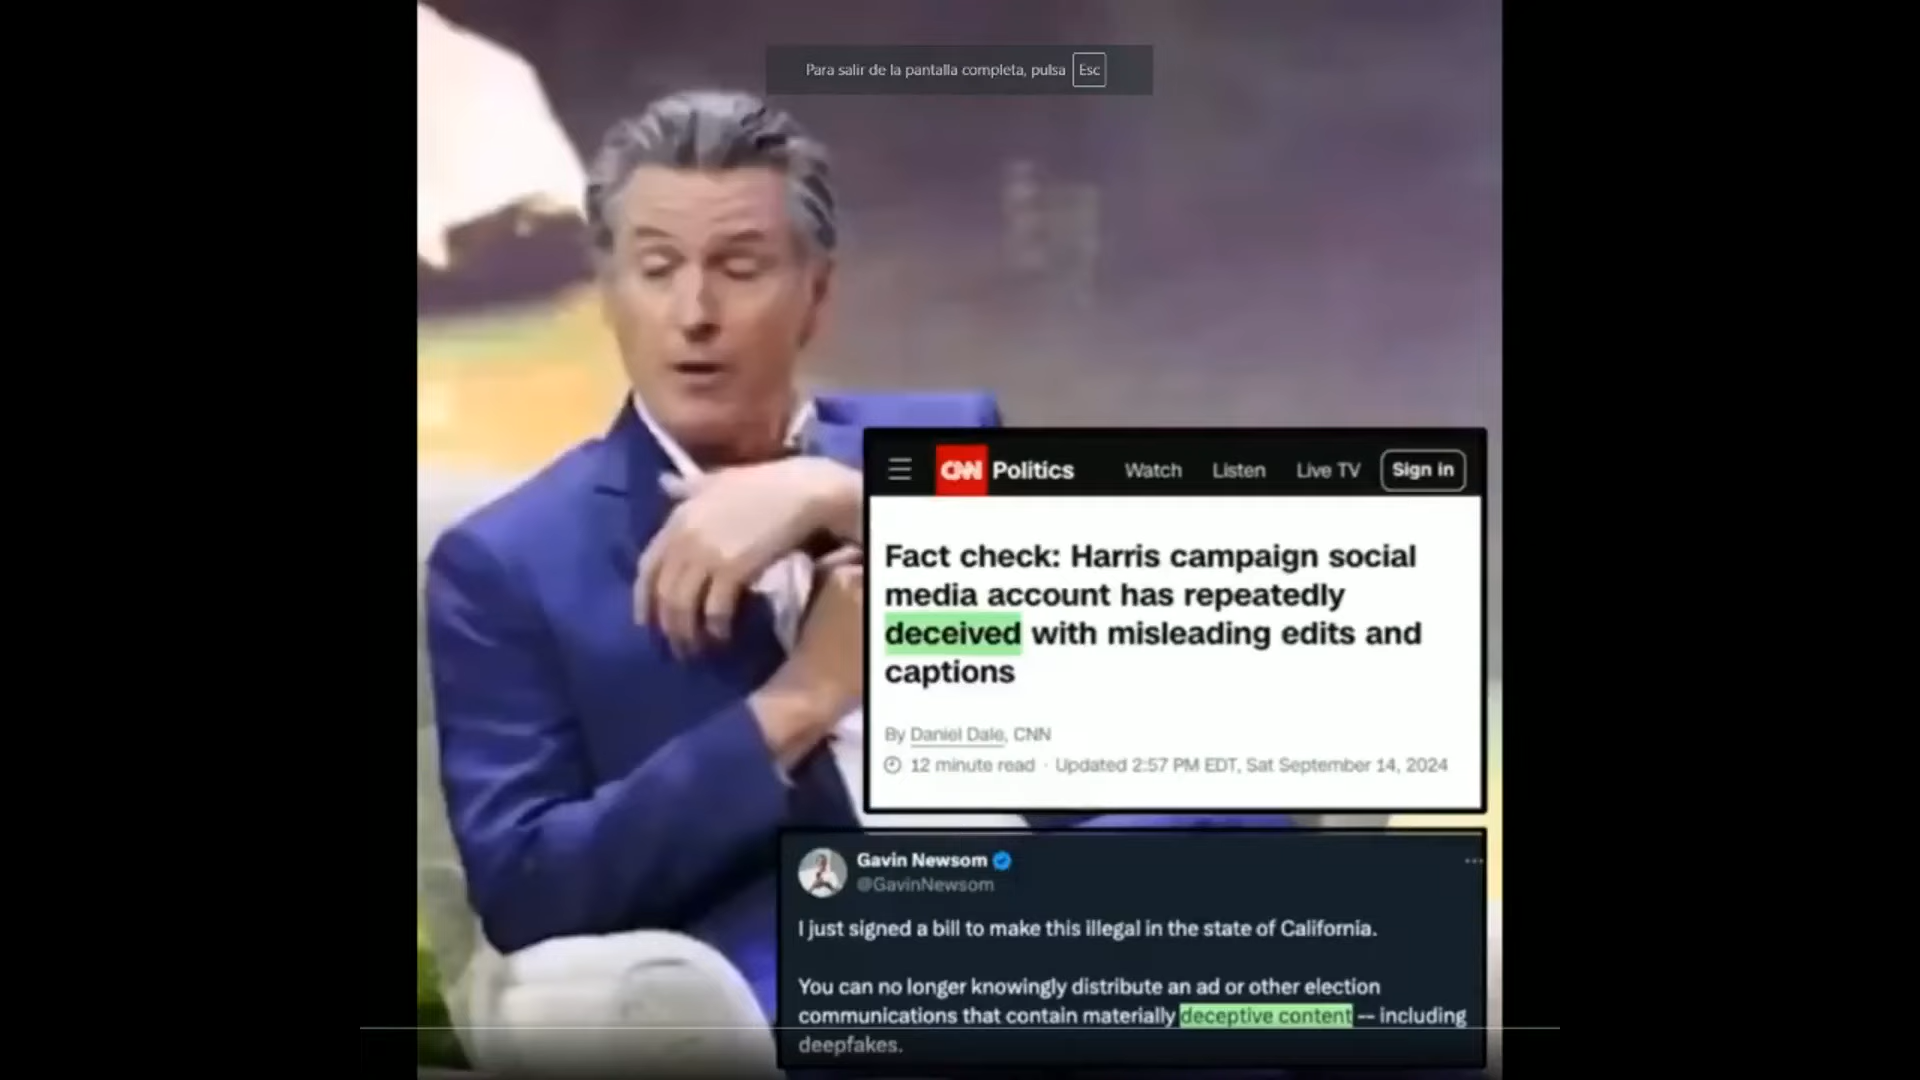 Para salir de la pantalla completa, pulsa Esc
CNN Politics Watch Listen Live TV Sign in
Fact check: Harris campaign social
media account has repeatedly
deceived with misleading edits and
captions
By Daniel Dale, CNN
12 minute read · Updated 2:57 PM EDT, Sat September 14, 2024
Gavin Newsom
@GavinNewsom
I just signed a bill to make this illegal in the state of California.
You can no longer knowingly distribute an ad or other election
communications that contain materially deceptive content -- including
deepfakes.